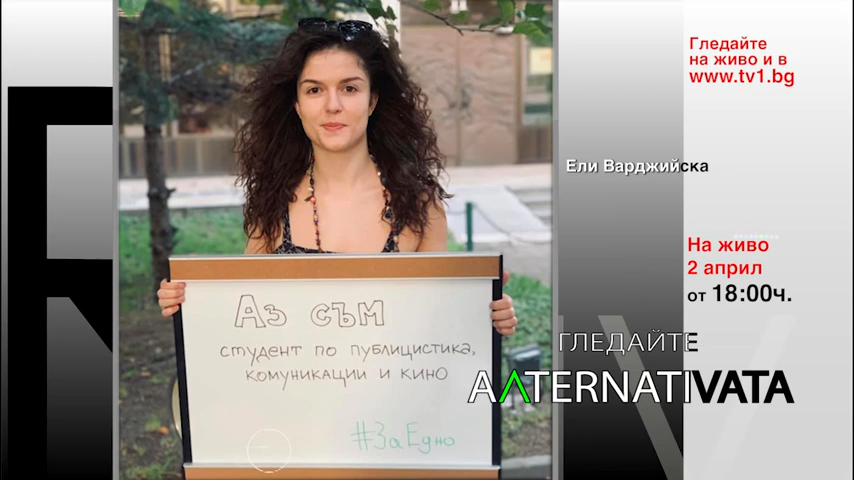 Гледайте
на живо и в
www.tv1.bg
Ели Варджийска
На живо
2 април
от 18:00ч.
Аз съм
студент по публицистика,
комуникации и кино
#ЗаЕдно
ГЛЕДАЙТЕ
АΛTERNATIVATA